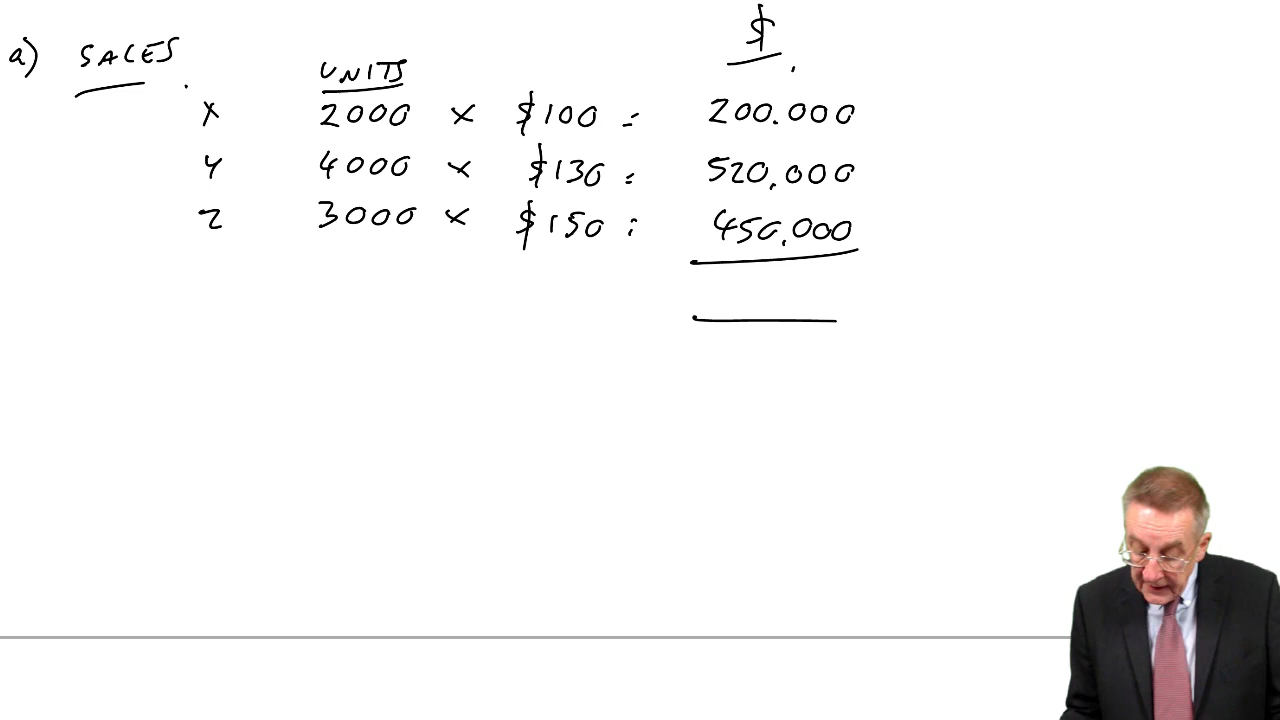 $
a) SALES
UNITS
X 2000 × $100 = 200.000
Y 4000 × $130 = 520,000
Z 3000 × $150 : 450,000